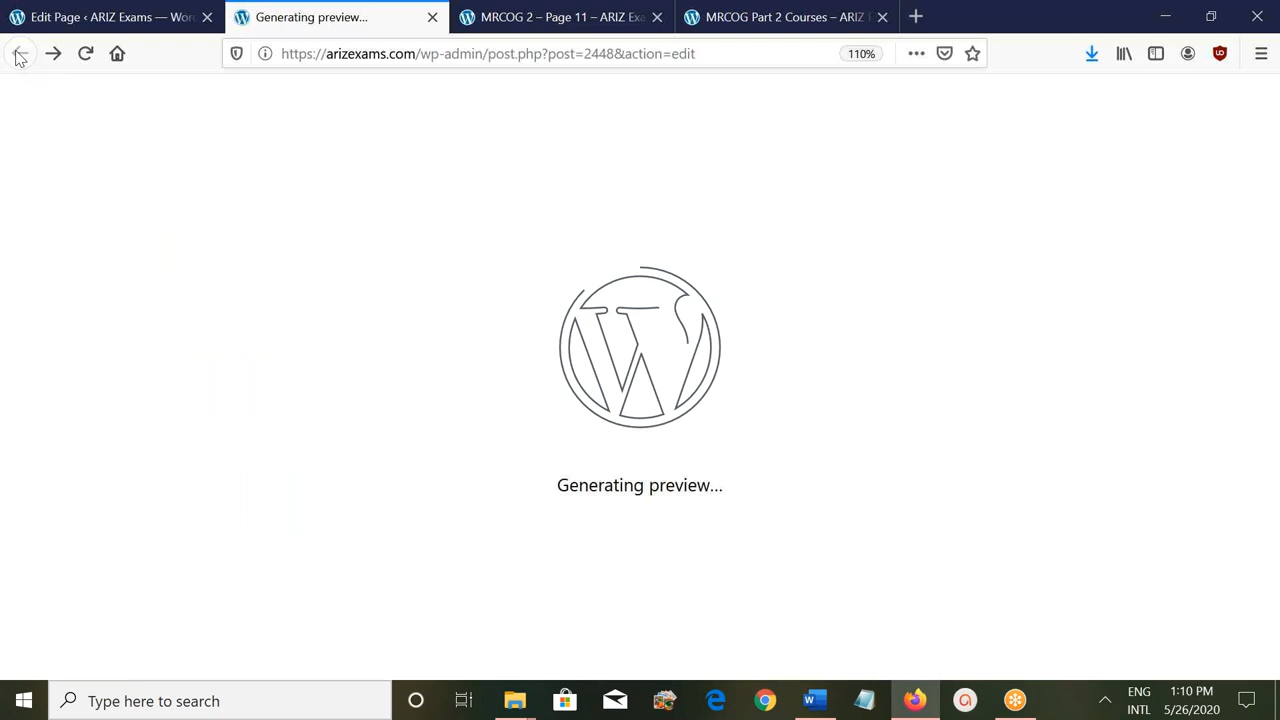 Edit Page ‹ ARIZ Exams — Wor
Generating preview...
MRCOG 2 – Page 11 – ARIZ Exa
MRCOG Part 2 Courses – ARIZ E
https://arizexams.com/wp-admin/post.php?post=2448&action=edit
110%
Generating preview...
Type here to search
ENG
INTL
1:10 PM
5/26/2020